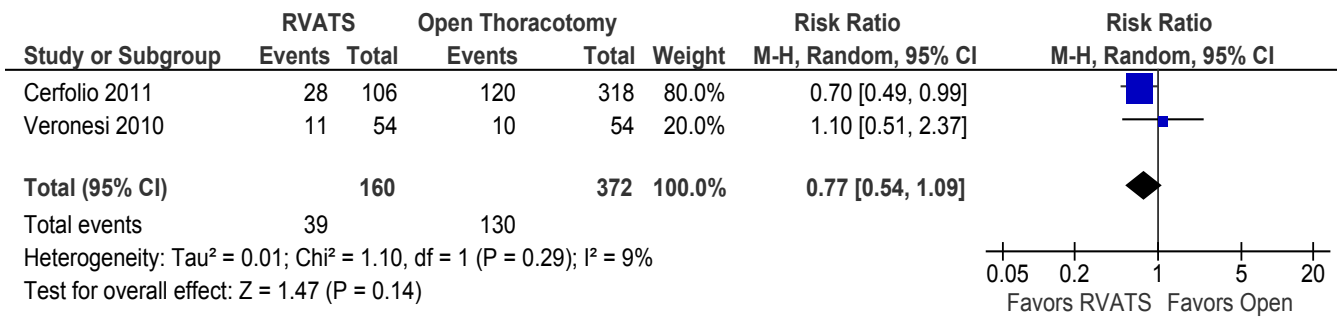 RVATS Open Thoracotomy Risk Ratio Risk Ratio
Study or Subgroup Events Total Events Total Weight M-H, Random, 95% CI M-H, Random, 95% CI
Cerfolio 2011 28 106 120 318 80.0% 0.70 [0.49, 0.99]
Veronesi 2010 11 54 10 54 20.0% 1.10 [0.51, 2.37]
Total (95% CI) 160 372 100.0% 0.77 [0.54, 1.09]
Total events 39 130
Heterogeneity: Tau² = 0.01; Chi² = 1.10, df = 1 (P = 0.29); I² = 9%
Test for overall effect: Z = 1.47 (P = 0.14)
0.05 0.2 1 5 20
Favors RVATS Favors Open